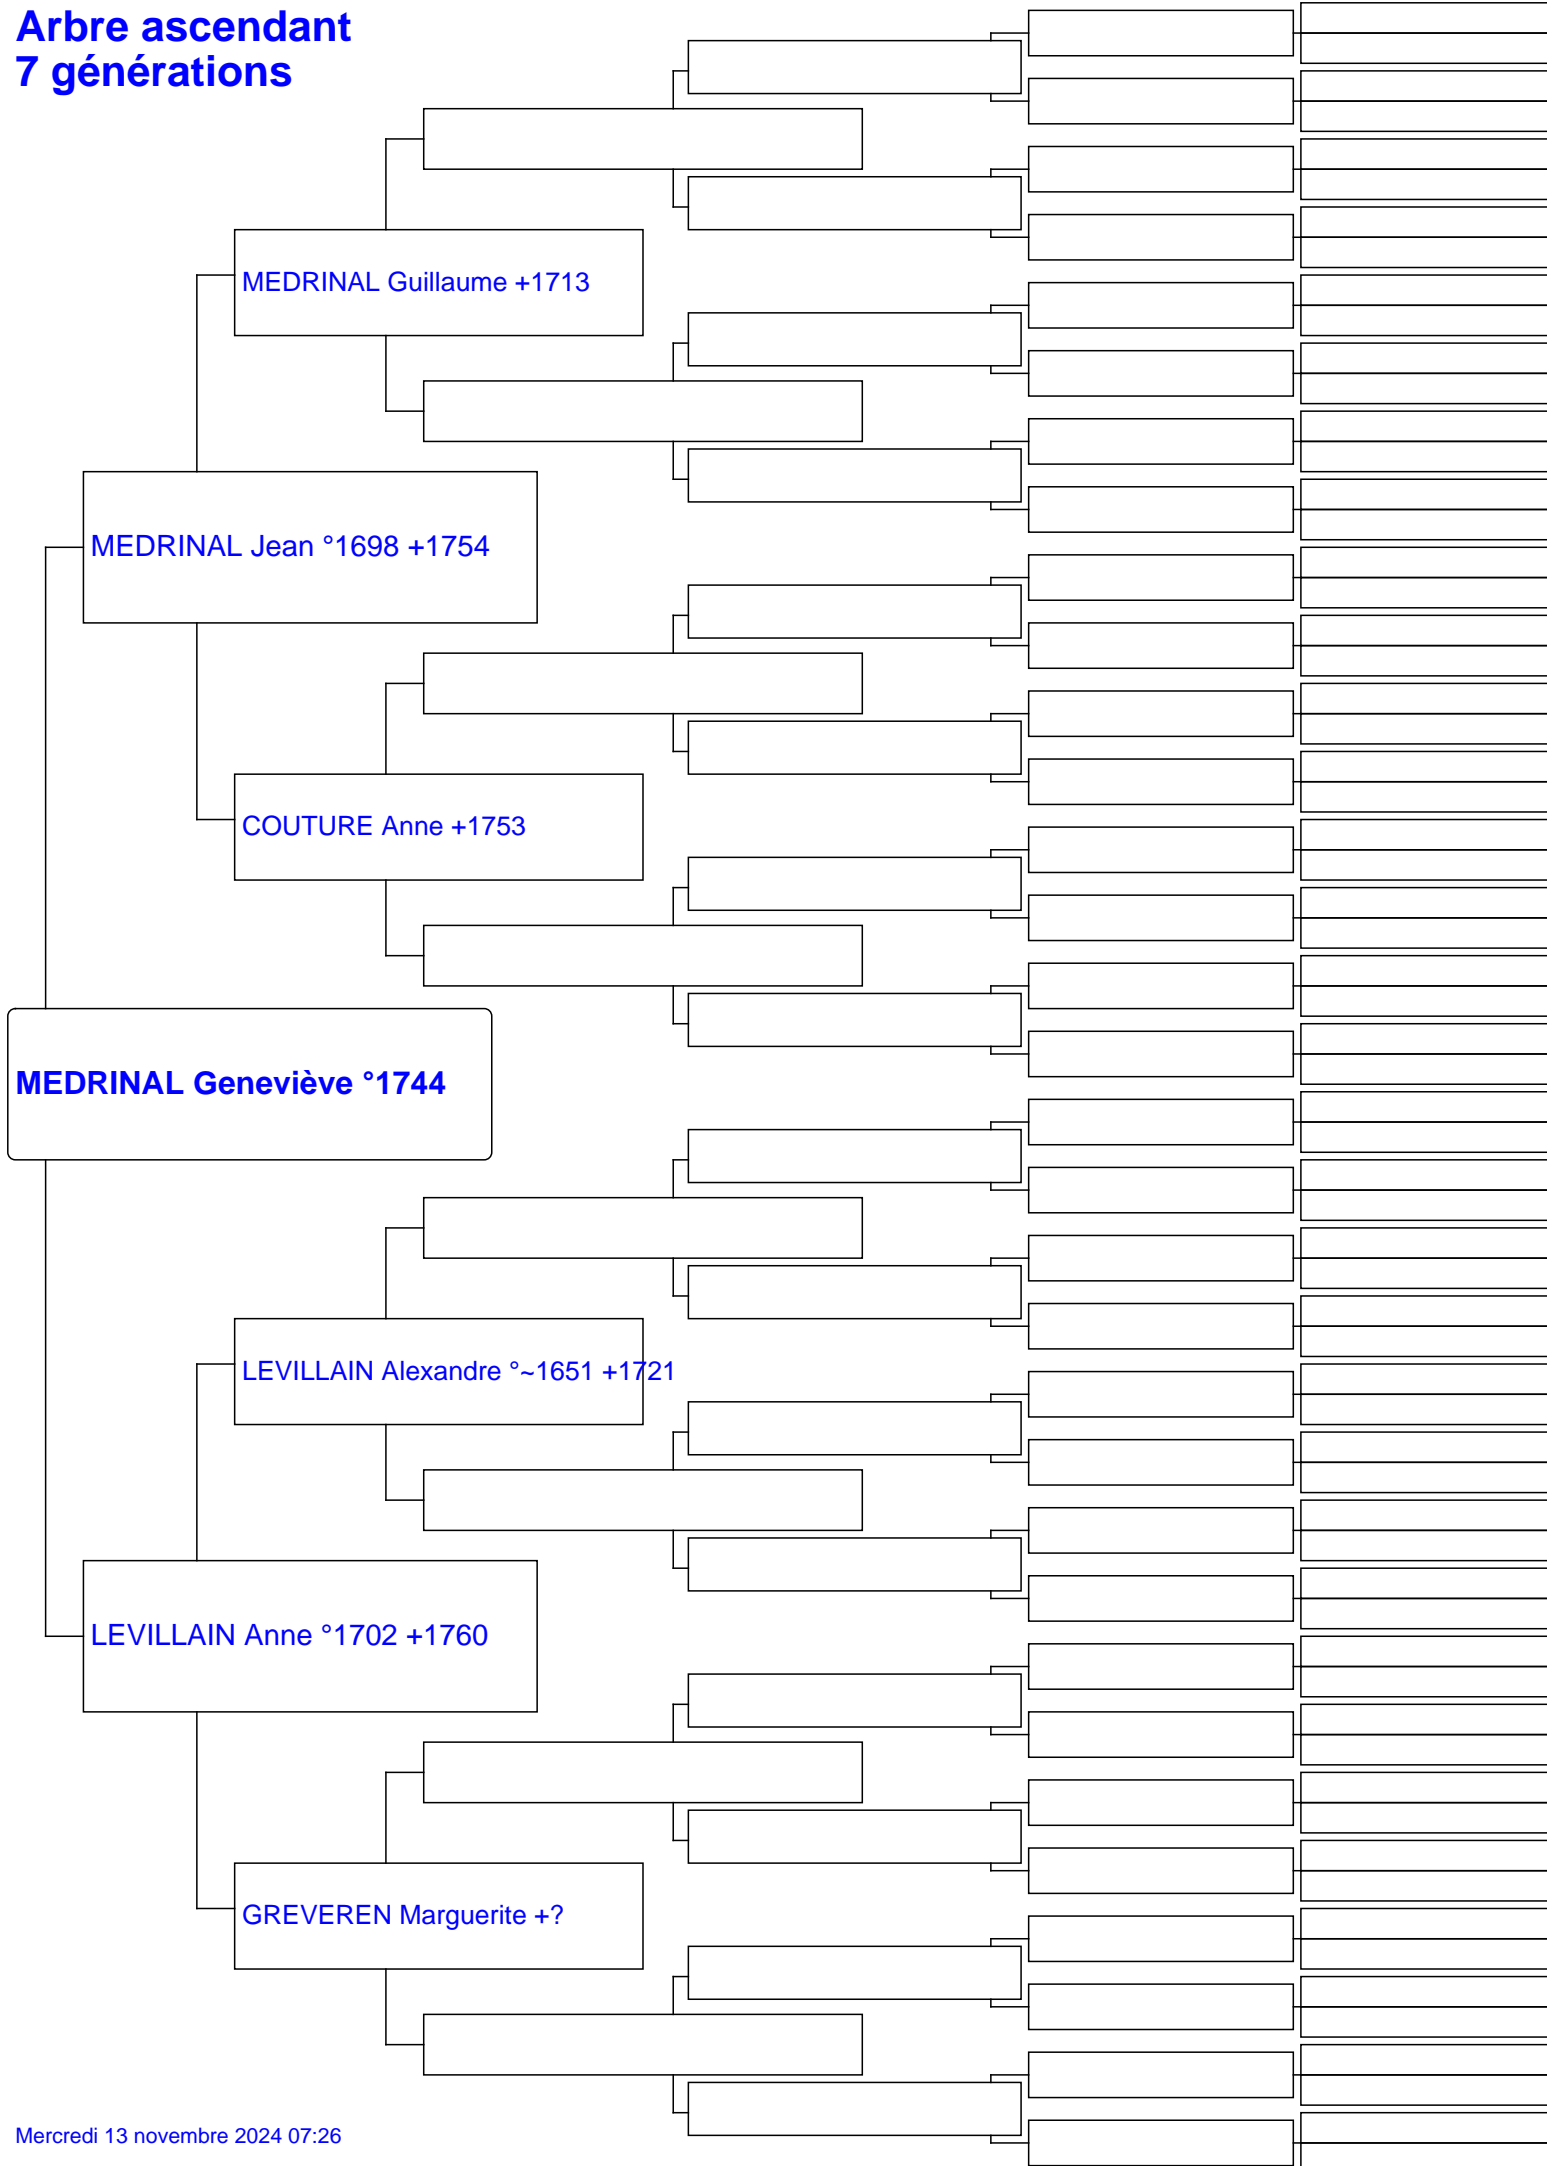 Arbre ascendant
7 générations
MEDRINAL Guillaume +1713
MEDRINAL Jean °1698 +1754
COUTURE Anne +1753
MEDRINAL Geneviève °1744
LEVILLAIN Alexandre °~1651 +1721
LEVILLAIN Anne °1702 +1760
GREVEREN Marguerite +?
Mercredi 13 novembre 2024 07:26